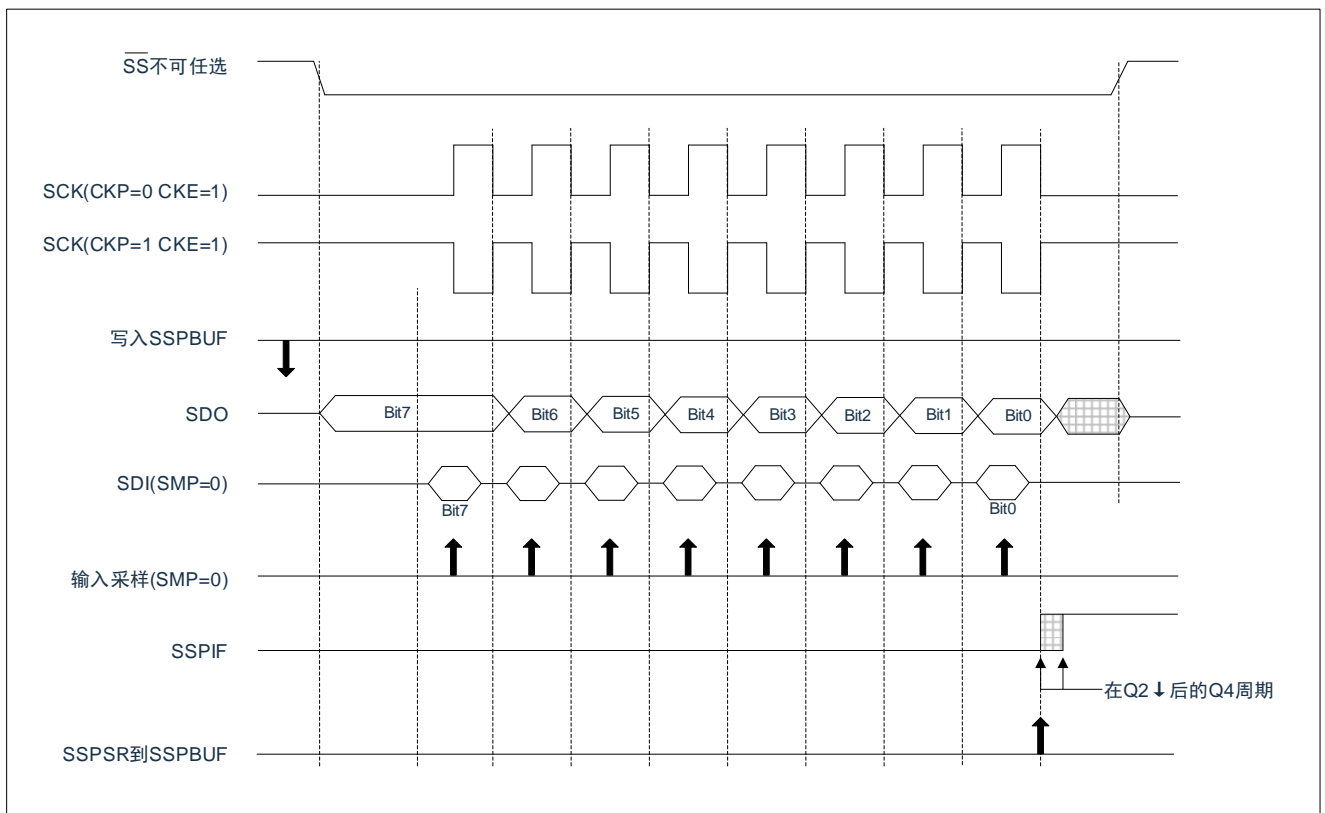 SS不可任选
SCK(CKP=0 CKE=1)
SCK(CKP=1 CKE=1)
写入SSPBUF
SDO
Bit7
Bit6
Bit5
Bit4
Bit3
Bit2
Bit1
Bit0
SDI(SMP=0)
Bit7
Bit0
输入采样(SMP=0)
SSPIF
在Q2↓后的Q4周期
SSPSR到SSPBUF